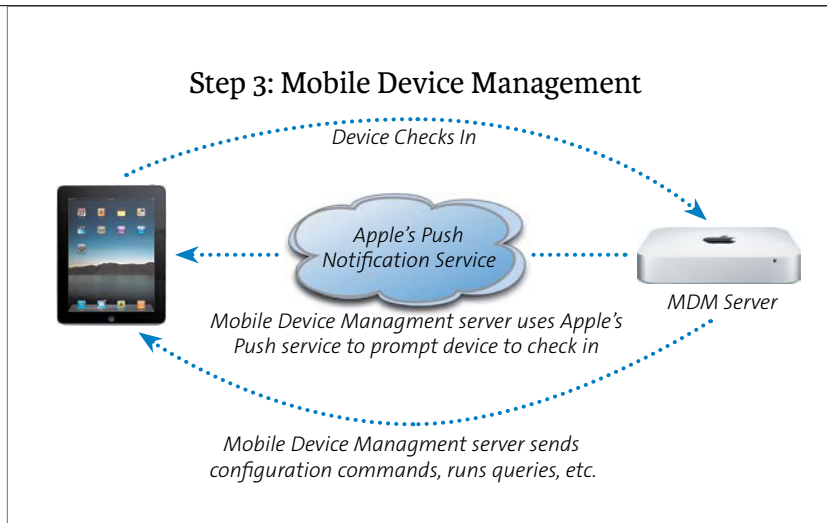 Step 3: Mobile Device Management
Device Checks In
Apple's Push
Notification Service
MDM Server
Mobile Device Managment server uses Apple's
Push service to prompt device to check in
Mobile Device Managment server sends
configuration commands, runs queries, etc.